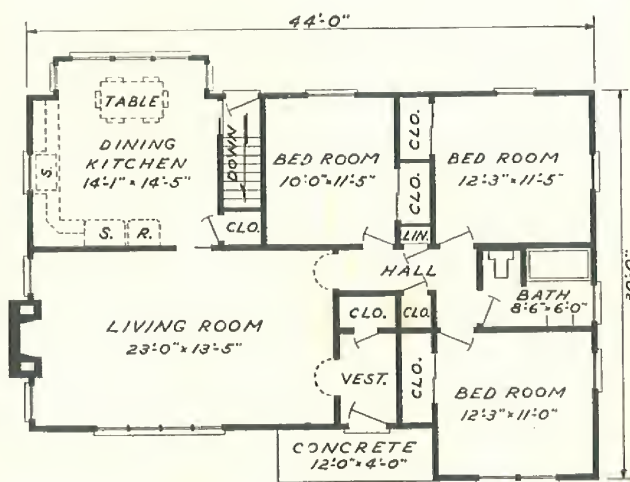 44'-0"
TABLE
DINING
KITCHEN
14'-1" x 14'-5"
S.
S.
R.
DOWN
CLO.
BED ROOM
10'-0" x 11'-5"
CLO.
CLO.
LIN.
BED ROOM
12'-3" x 11'-5"
HALL
30'-0"
BATH
8'-6" x 6'-0"
LIVING ROOM
23'-0" x 13'-5"
CLO.
CLO.
VEST.
CLO.
BED ROOM
12'-3" x 11'-0"
CONCRETE
12'-0" x 4'-0"